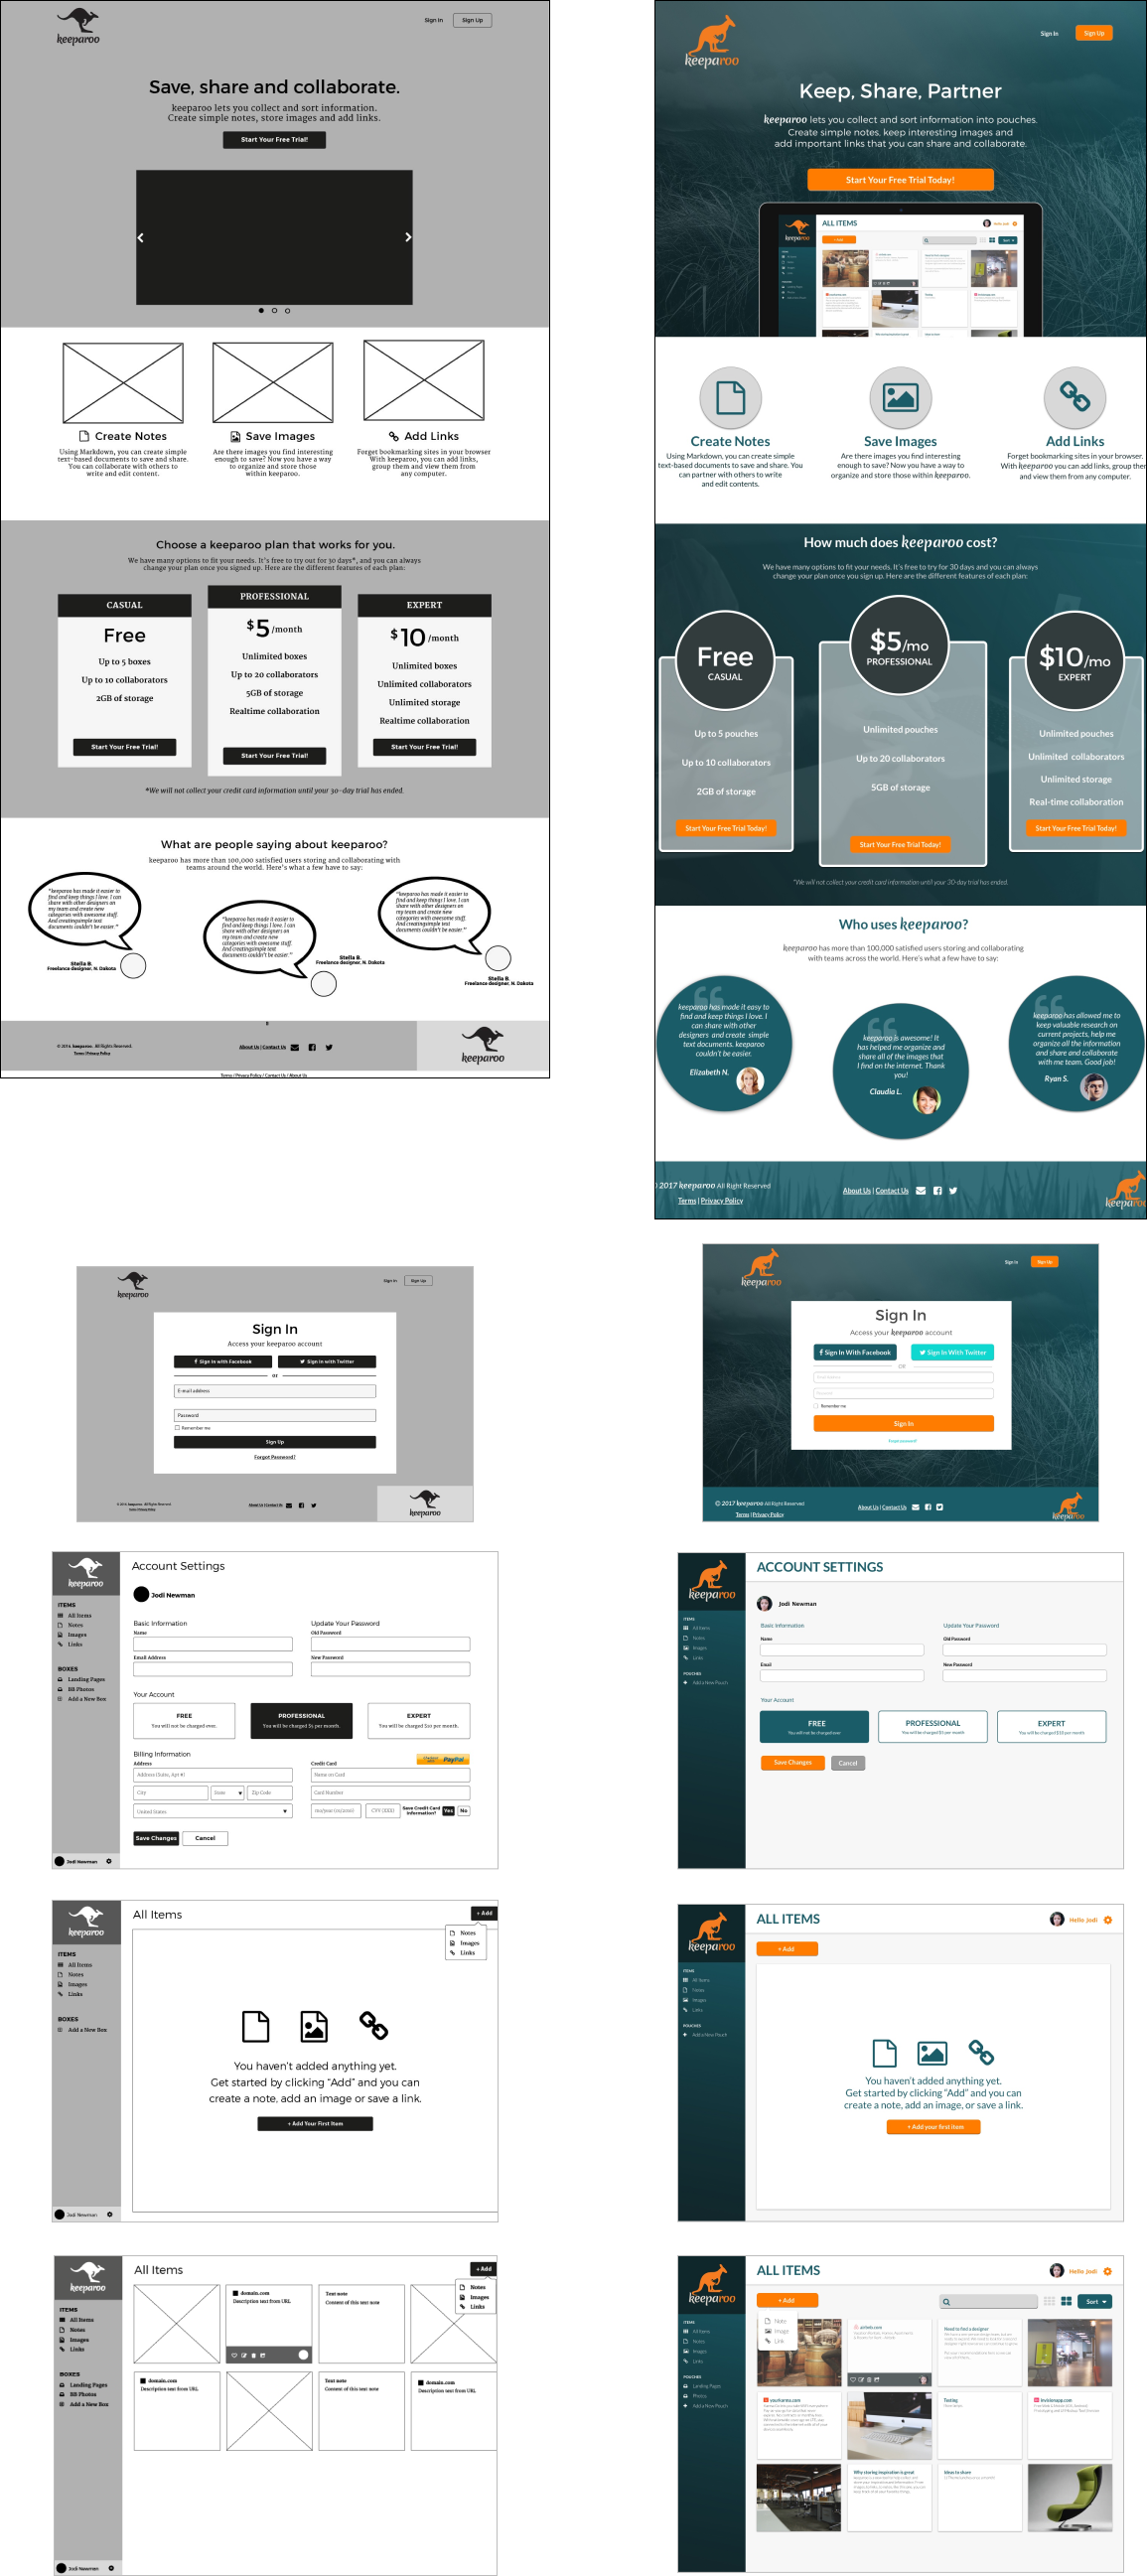 keeparoo
Sign In
Sign Up
Save, share and collaborate.
keeparoo lets you collect and sort information.
Create simple notes, store images and add links.
Start Your Free Trial!
Create Notes
Using Markdown, you can create simple
text-based documents to save and share.
You can collaborate with others to
write and edit content.
Save Images
Are there images you find interesting
enough to save? Now you have a way
to organize and store those
within keeparoo.
Add Links
Forget bookmarking sites in your browser
With keeparoo, you can add links,
group them and view them from
any computer.
Choose a keeparoo plan that works for you.
We have many options to fit your needs. It's free to try out for 30 days*, and you can always
change your plan once you signed up. Here are the different features of each plan:
CASUAL
Free
Up to 5 boxes
Up to 10 collaborators
2GB of storage
Start Your Free Trial!
PROFESSIONAL
$5/month
Unlimited boxes
Up to 20 collaborators
5GB of storage
Realtime collaboration
Start Your Free Trial!
EXPERT
$10/month
Unlimited boxes
Unlimited collaborators
Unlimited storage
Realtime collaboration
Start Your Free Trial!
*We will not collect your credit card information until your 30-day trial has ended.
What are people saying about keeparoo?
keeparoo has more than 100,000 satisfied users storing and collaborating with
teams around the world. Here's what a few have to say:
"keeparoo has made it easier to
find and keep things I love. I can
share with other designers on
my team and create new
categories with awesome stuff.
And creatingsimple text
documents couldn't be easier."
Stella B.
Freelance designer, N. Dakota
"keeparoo has made it easier to
find and keep things I love. I can
share with other designers on
my team and create new
categories with awesome stuff.
And creatingsimple text
documents couldn't be easier."
Stella B.
Freelance designer, N. Dakota
"keeparoo has made it easier to
find and keep things I love. I can
share with other designers on
my team and create new
categories with awesome stuff.
And creatingsimple text
documents couldn't be easier."
Stella B.
Freelance designer, N. Dakota
© 2016 keeparoo. All Rights Reserved.
Terms | Privacy Policy
About Us | Contact Us
keeparoo
Terms / Privacy Policy / Contact Us / About Us
keeparoo
Sign In
Sign Up
Keep, Share, Partner
keeparoo lets you collect and sort information into pouches.
Create simple notes, keep interesting images and
add important links that you can share and collaborate.
Start Your Free Trial Today!
keeparoo
ALL ITEMS
Hello Jodi
+ Add
Sort
Create Notes
Using Markdown, you can create simple
text-based documents to save and share. You
can partner with others to write
and edit contents.
Save Images
Are there images you find interesting
enough to save? Now you have a way to
organize and store those within keeparoo.
Add Links
Forget bookmarking sites in your browser.
With keeparoo you can add links, group them
and view them from any computer.
How much does keeparoo cost?
We have many options to fit your needs. It's free to try for 30 days and you can always
change your plan once you sign up. Here are the different features of each plan:
Free
CASUAL
Up to 5 pouches
Up to 10 collaborators
2GB of storage
Start Your Free Trial Today!
$5/mo
PROFESSIONAL
Unlimited pouches
Up to 20 collaborators
5GB of storage
Start Your Free Trial Today!
$10/mo
EXPERT
Unlimited pouches
Unlimited collaborators
Unlimited storage
Real-time collaboration
Start Your Free Trial Today!
*We will not collect your credit card information until your 30-day trial has ended.
Who uses keeparoo?
keeparoo has more than 100,000 satisfied users storing and collaborating
with teams across the world. Here's what a few have to say:
keeparoo has made it easy to
find and keep things I love. I
can share with other
designers and create simple
text documents. keeparoo
couldn't be easier.
Elizabeth N.
keeparoo is awesome! It
has helped me organize and
share all of the images that
I find on the internet. Thank
you!
Claudia L.
keeparoo has allowed me to
keep valuable research on
current projects, help me
organize all the information
and share and collaborate
with me team. Good job!
Ryan S.
2017 keeparoo All Right Reserved
Terms | Privacy Policy
About Us | Contact Us
keeparoo
keeparoo
Sign In
Sign Up
Sign In
Access your keeparoo account
Sign In with Facebook
Sign In with Twitter
or
E-mail address
Password
Remember me
Sign Up
Forgot Password?
© 2016 keeparoo. All Rights Reserved.
Terms | Privacy Policy
About Us | Contact Us
keeparoo
keeparoo
Sign In
Sign Up
Sign In
Access your keeparoo account
Sign In With Facebook
Sign In With Twitter
OR
Remember me
Sign In
Forgot password?
© 2017 keeparoo All Right Reserved
Terms | Privacy Policy
About Us | Contact Us
keeparoo
keeparoo
ITEMS
All Items
Notes
Images
Links
BOXES
Landing Pages
BB Photos
Add a New Box
Jodi Newman
Account Settings
Jodi Newman
Basic Information
Name
Email Address
Update Your Password
Old Password
New Password
Your Account
FREE
You will not be charged ever.
PROFESSIONAL
You will be charged $5 per month.
EXPERT
You will be charged $10 per month.
Billing Information
Address
Address (Suite, Apt #)
City
State
Zip Code
United States
Credit Card
PayPal
Name on Card
Card Number
Save Credit Card
Information?
Yes
No
Save Changes
Cancel
keeparoo
ITEMS
All Items
Notes
Images
Links
POUCHES
Add a New Pouch
ACCOUNT SETTINGS
Jodi Newman
Basic Information
Name
Email
Update Your Password
Old Password
New Password
Your Account
FREE
You will not be charged ever
PROFESSIONAL
You will be charged $5 per month
EXPERT
You will be charged $10 per month
Save Changes
Cancel
keeparoo
ITEMS
All Items
Notes
Images
Links
BOXES
Add a New Box
Jodi Newman
All Items
+ Add
Notes
Images
Links
You haven't added anything yet.
Get started by clicking "Add" and you can
create a note, add an image or save a link.
+ Add Your First Item
keeparoo
ITEMS
All Items
Notes
Images
Links
POUCHES
Add a New Pouch
ALL ITEMS
Hello Jodi
+ Add
You haven't added anything yet.
Get started by clicking "Add" and you can
create a note, add an image, or save a link.
+ Add your first item
keeparoo
ITEMS
All Items
Notes
Images
Links
BOXES
Landing Pages
BB Photos
Add a New Box
Jodi Newman
All Items
+ Add
Notes
Images
Links
domain.com
Description text from URL
Text note
Content of this text note
domain.com
Description text from URL
Text note
Content of this text note
domain.com
Description text from URL
keeparoo
ITEMS
All Items
Notes
Images
Links
POUCHES
Landing Pages
Photos
Add a New Pouch
ALL ITEMS
Hello Jodi
+ Add
Note
Image
Link
Sort
airbnb.com
Need to find a designer
Testing
invisionapp.com
Why storing inspiration is great
Ideas to share